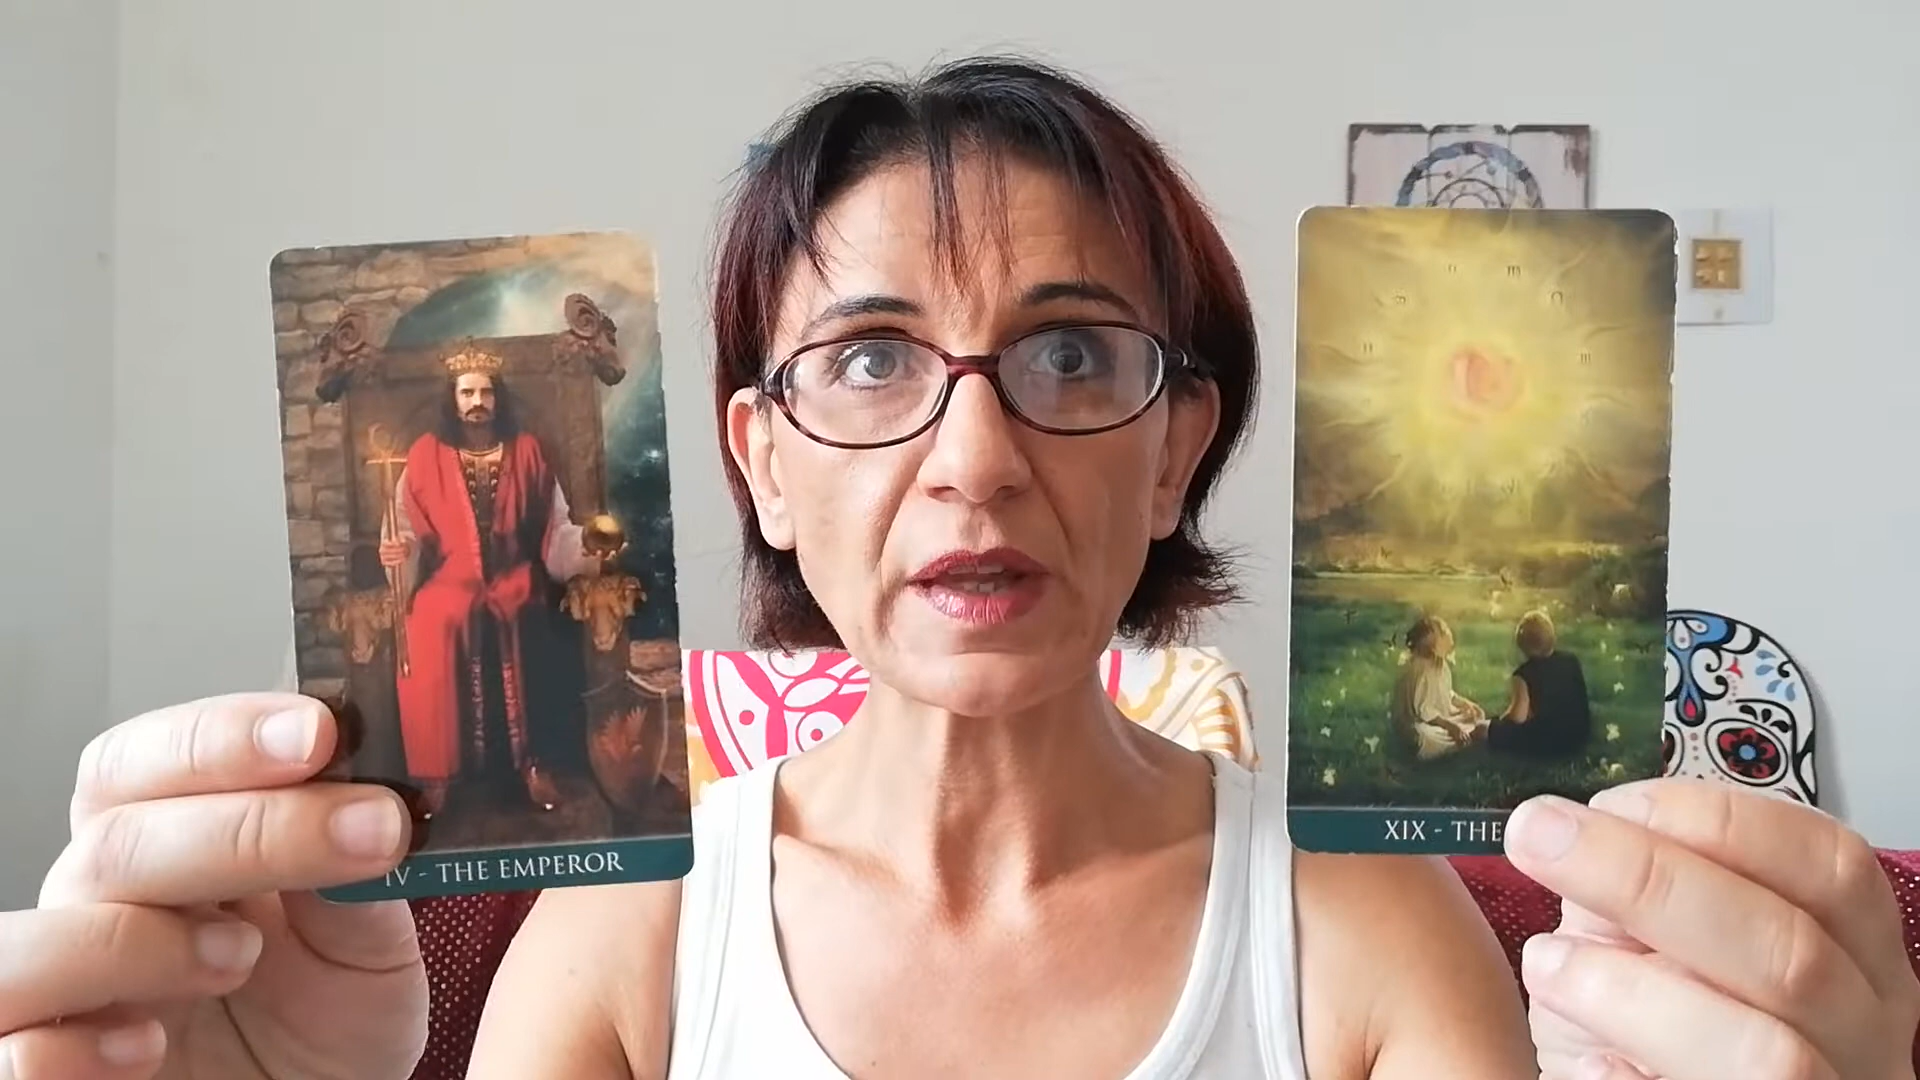 IV - THE EMPEROR
XIX - THE